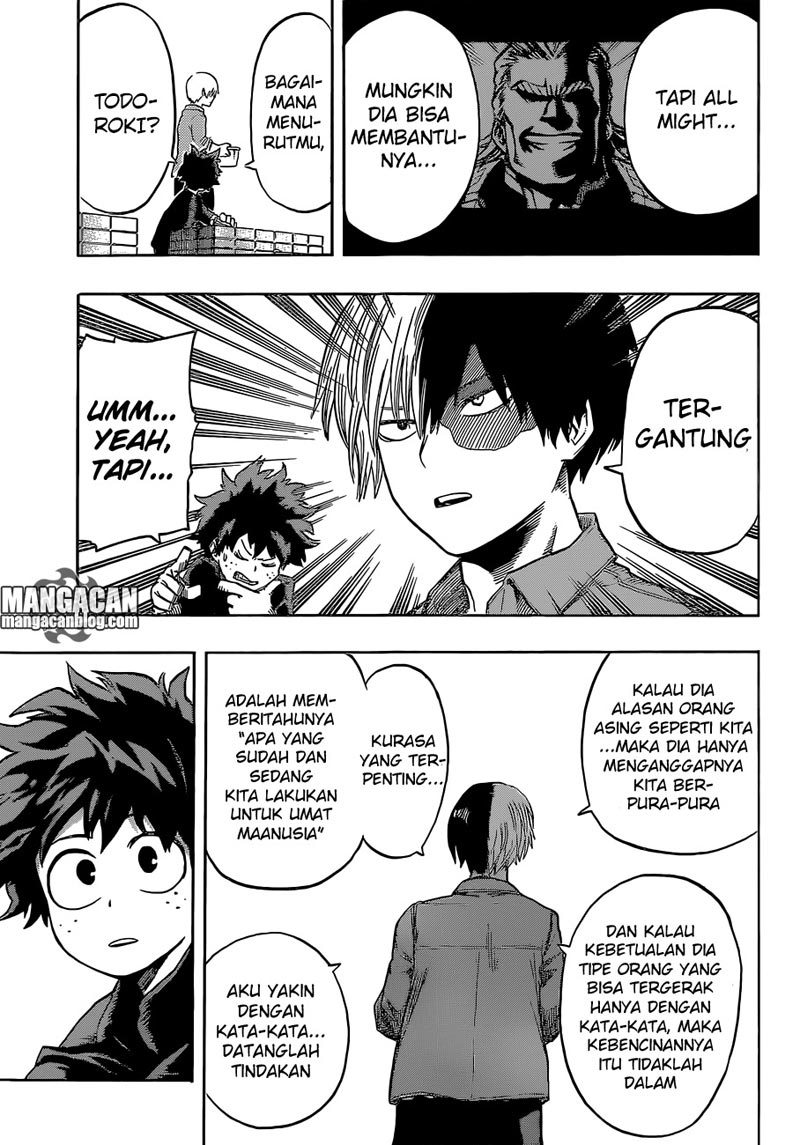 TAPI ALL
MIGHT...
MUNGKIN
DIA BISA
MEMBANTU-
NYA...
BAGAI-
MANA
MENU-
RUTMU,
TODO-
ROKI?
TER-
GANTUNG
UMM...
YEAH,
TAPI...
MANGACAN
mangacanblog.com
KALAU DIA
ALASAN ORANG
ASING SEPERTI KITA
...MAKA DIA HANYA
MENGANGGAPNYA
KITA BER-
PURA-PURA
DAN KALAU
KEBETUALAN DIA
TIPE ORANG YANG
BISA TERGERAK
HANYA DENGAN
KATA-KATA, MAKA
KEBENCINANNYA
ITU TIDAKLAH
DALAM
KURASA
YANG TER-
PENTING...
ADALAH MEM-
BERITAHUNYA
"APA YANG
SUDAH DAN
SEDANG
KITA LAKUKAN
UNTUK UMAT
MAANUSIA"
AKU YAKIN
DENGAN
KATA-KATA...
DATANGLAH
TINDAKAN